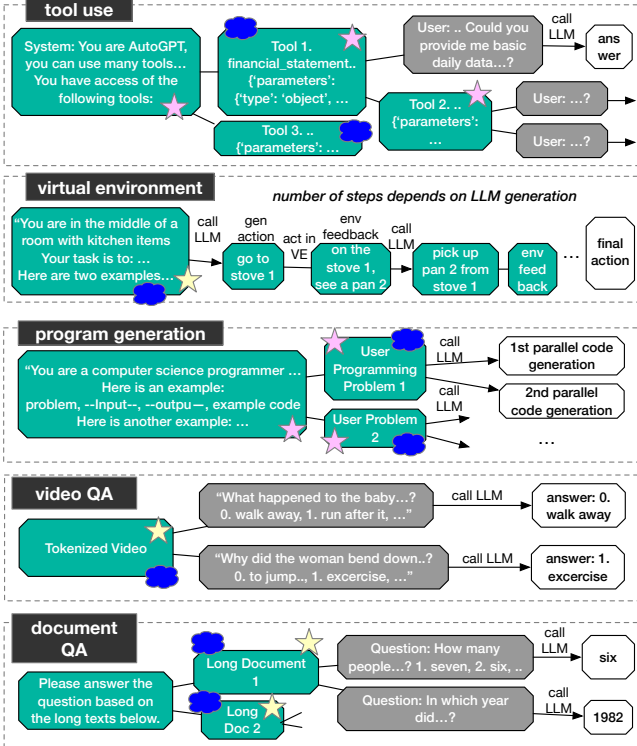 tool use
System: You are AutoGPT,
you can use many tools...
You have access of the
following tools:
Tool 1.
financial_statement..
{‘parameters’:
{‘type’: ‘object’, ...
Tool 3. ..
{‘parameters’: ...
User: .. Could you
provide me basic
daily data...?
call
LLM
ans
wer
Tool 2. ..
{‘parameters’:
...
User: ...?
User: ...?
virtual environment
number of steps depends on LLM generation
“You are in the middle of a
room with kitchen items
Your task is to: ...
Here are two examples...
call
LLM
gen
action
go to
stove 1
act in
VE
env
feedback
on the
stove 1,
see a pan 2
call
LLM
pick up
pan 2 from
stove 1
env
feed
back
...
final
action
program generation
“You are a computer science programmer ...
Here is an example:
problem, --Input--, --outpu—, example code
Here is another example: ...
User
Programming
Problem 1
call
LLM
1st parallel code
generation
2nd parallel
code generation
User Problem
2
call
LLM
...
video QA
Tokenized Video
“What happened to the baby...?
0. walk away, 1. run after it, ...”
call LLM
answer: 0.
walk away
“Why did the woman bend down..?
0. to jump.., 1. excercise, ...”
call LLM
answer: 1.
excercise
document
QA
Please answer the
question based on
the long texts below.
Long Document
1
Long
Doc 2
Question: How many
people...? 1. seven, 2. six, ..
call
LLM
six
Question: In which year
did...?
call
LLM
1982